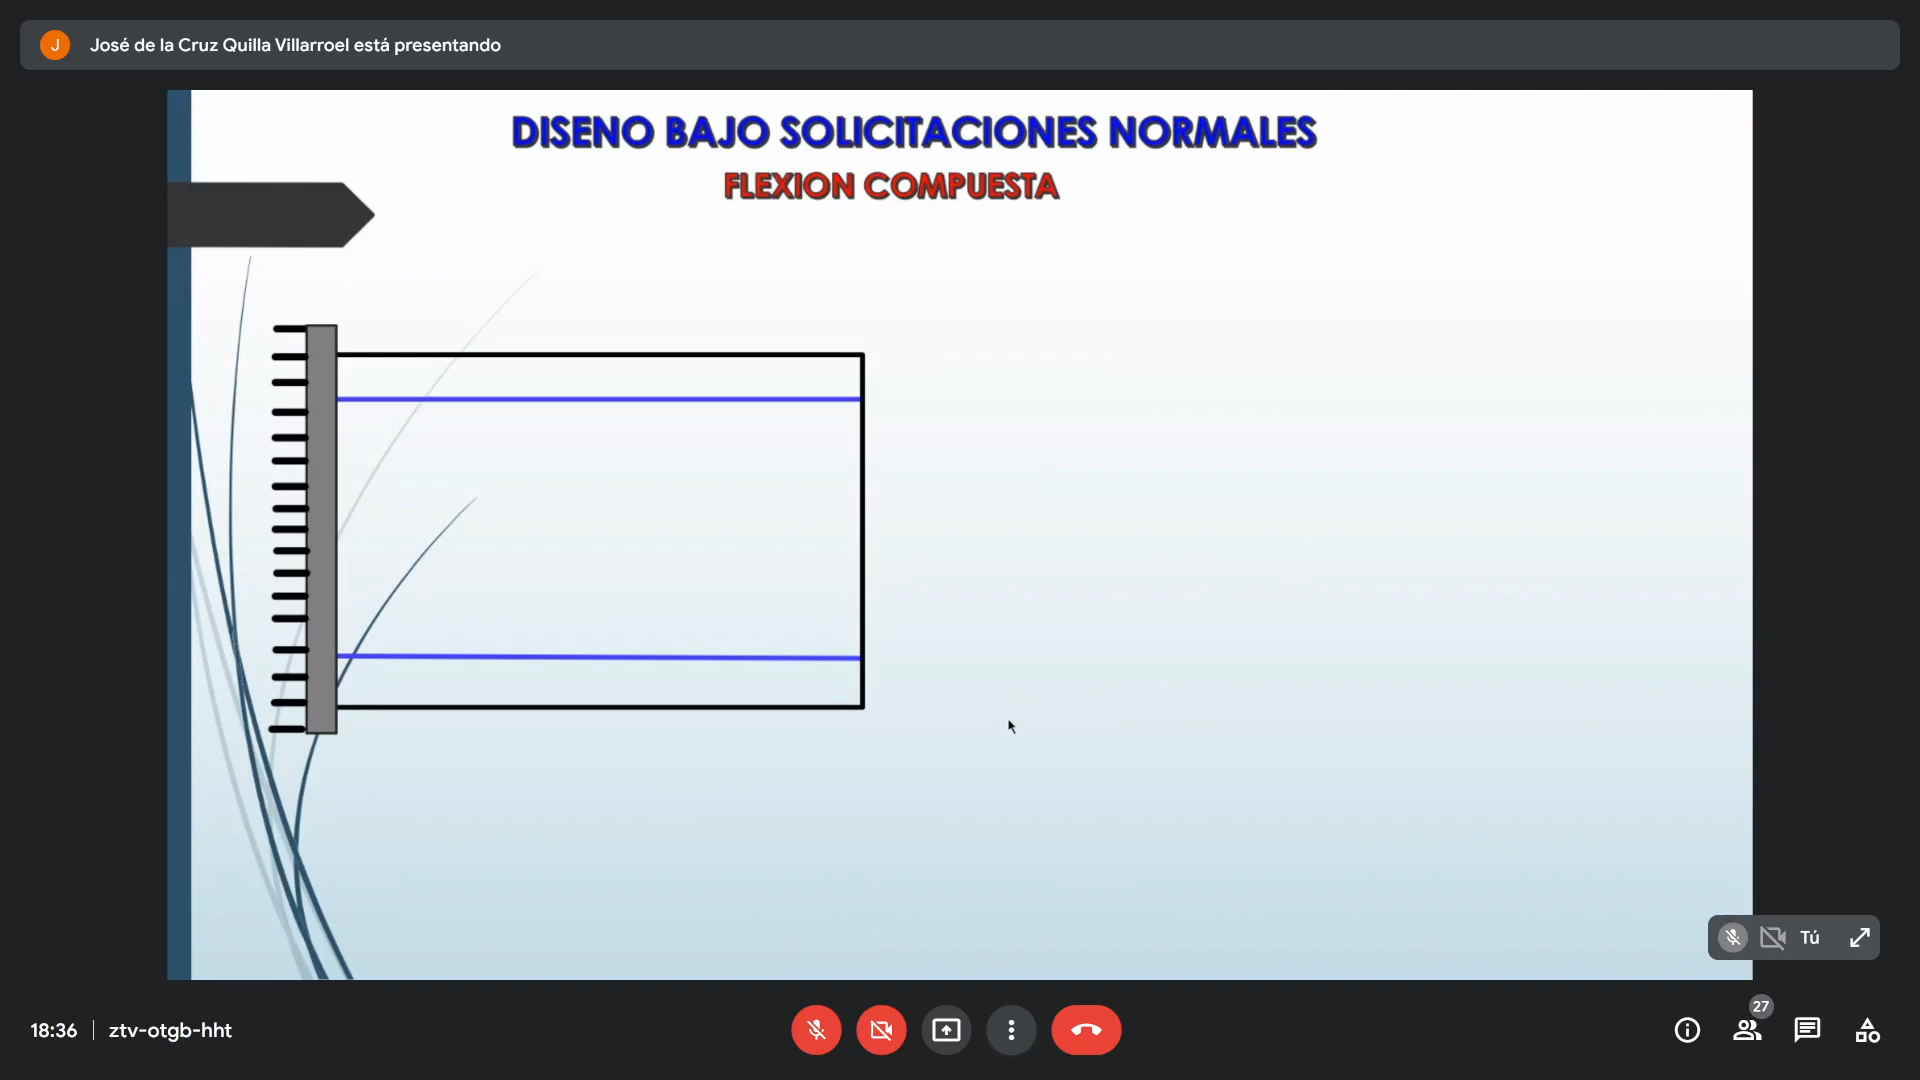 J
José de la Cruz Quilla Villarroel está presentando
DISENO BAJO SOLICITACIONES NORMALES
FLEXION COMPUESTA
Tú
27
18:36
ztv-otgb-hht